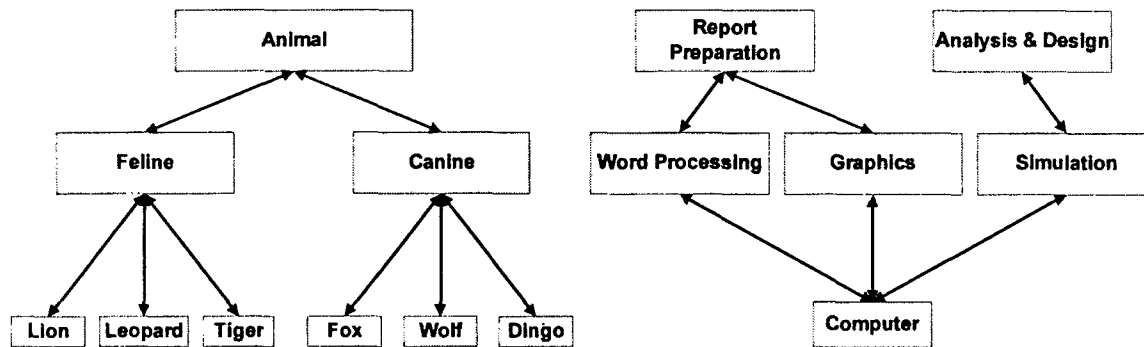 Animal
Feline
Canine
Lion
Leopard
Tiger
Fox
Wolf
Dingo
Report
Preparation
Analysis & Design
Word Processing
Graphics
Simulation
Computer